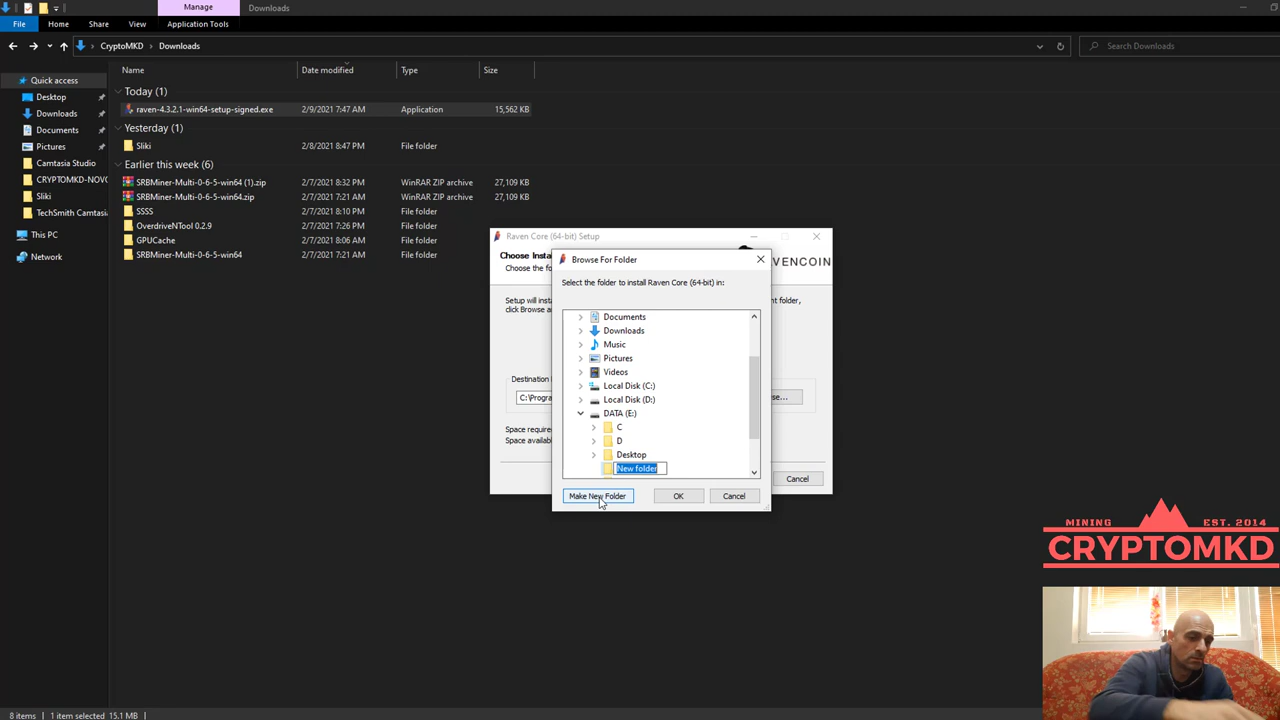 Manage
Downloads
File
Home
Share
View
Application Tools
CryptoMKD
Downloads
Search Downloads
Name
Date modified
Type
Size
Quick access
Desktop
Downloads
Documents
Pictures
Camtasia Studio
CRYPTOMKD-NOVO
Sliki
TechSmith Camtasia
This PC
Network
Today (1)
raven-4.3.2.1-win64-setup-signed.exe 2/9/2021 7:47 AM Application 15,562 KB
Yesterday (1)
Sliki 2/8/2021 8:47 PM File folder
Earlier this week (6)
SRBMiner-Multi-0-6-5-win64 (1).zip 2/7/2021 8:32 PM WinRAR ZIP archive 27,109 KB
SRBMiner-Multi-0-6-5-win64.zip 2/7/2021 7:21 AM WinRAR ZIP archive 27,109 KB
SSSS 2/7/2021 8:10 PM File folder
OverdriveNTool 0.2.9 2/7/2021 7:26 PM File folder
GPUCache 2/7/2021 8:06 AM File folder
SRBMiner-Multi-0-6-5-win64 2/7/2021 7:21 AM File folder
Raven Core (64-bit) Setup
Choose Insta
Choose the fo
VENCOIN
Setup will insta
click Browse a
nt folder,
Destination
C:\Progra
se...
Space require
Space availab
Cancel
Browse For Folder
Select the folder to install Raven Core (64-bit) in:
Documents
Downloads
Music
Pictures
Videos
Local Disk (C:)
Local Disk (D:)
DATA (E:)
C
D
Desktop
New folder
Make New Folder
OK
Cancel
MINING
EST. 2014
CRYPTOMKD
8 items
1 item selected 15.1 MB